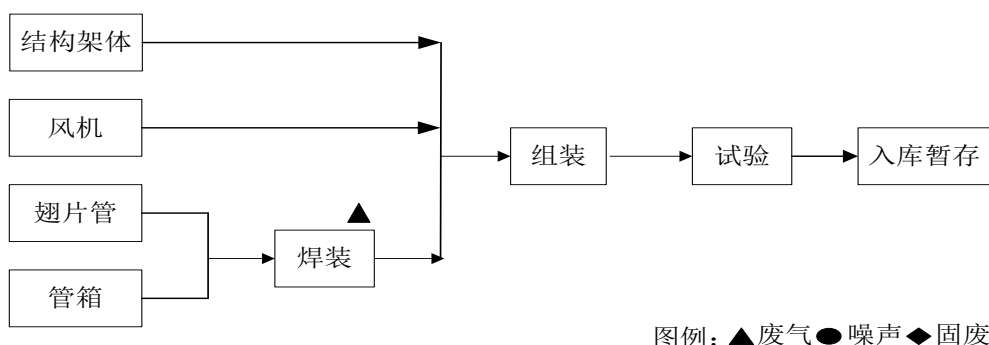 结构架体
风机
组装
试验
入库暂存
翅片管
焊装
管箱
图例：▲废气●噪声◆固废